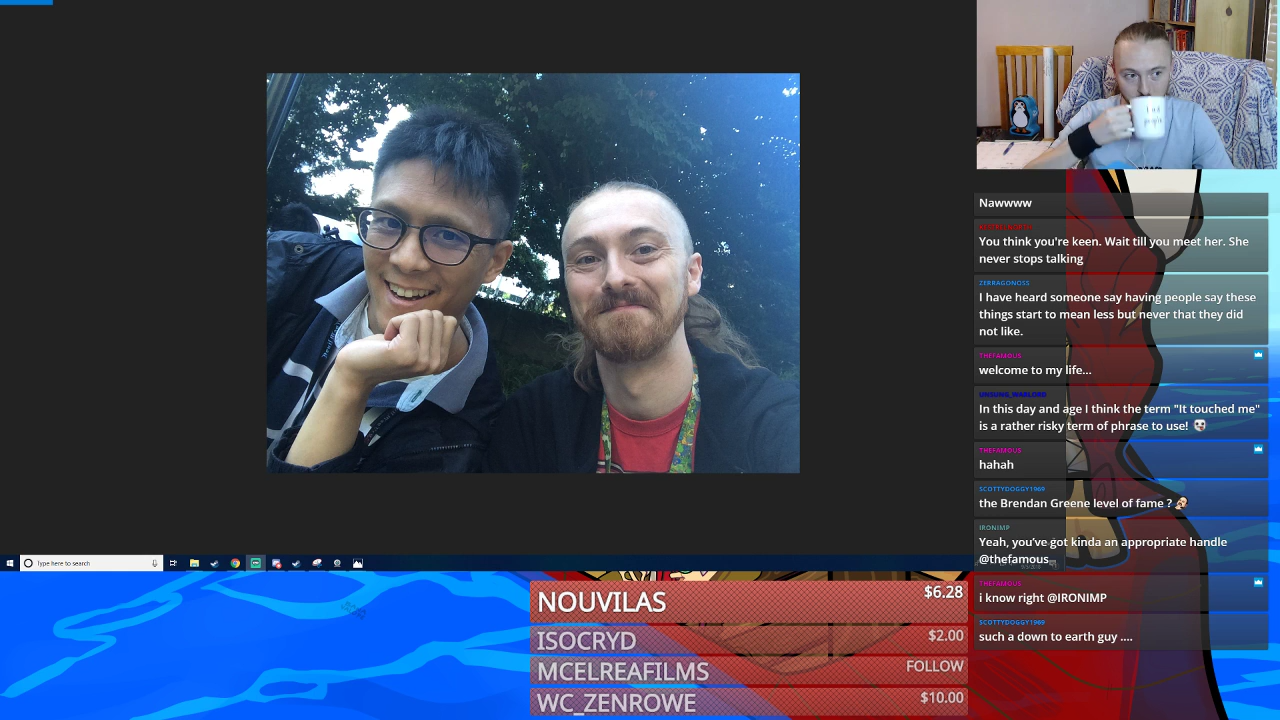 Nawwww
You think you're keen. Wait till you meet her. She
never stops talking
ZERRAGONOSS
I have heard someone say having people say these
things start to mean less but never that they did
not like.
THEFAMOUS
welcome to my life...
UNSUNG_WARLORD
In this day and age I think the term "It touched me"
is a rather risky term of phrase to use!
THEFAMOUS
hahah
SCOTTYDOGGY1969
the Brendan Greene level of fame ?
IRONIMP
Yeah, you've got kinda an appropriate handle
@thefamous
THEFAMOUS
i know right @IRONIMP
SCOTTYDOGGY1969
such a down to earth guy ....
Type here to search
NOUVILAS $6.28
ISOCRYD $2.00
MCELREAFILMS FOLLOW
WC_ZENROWE $10.00